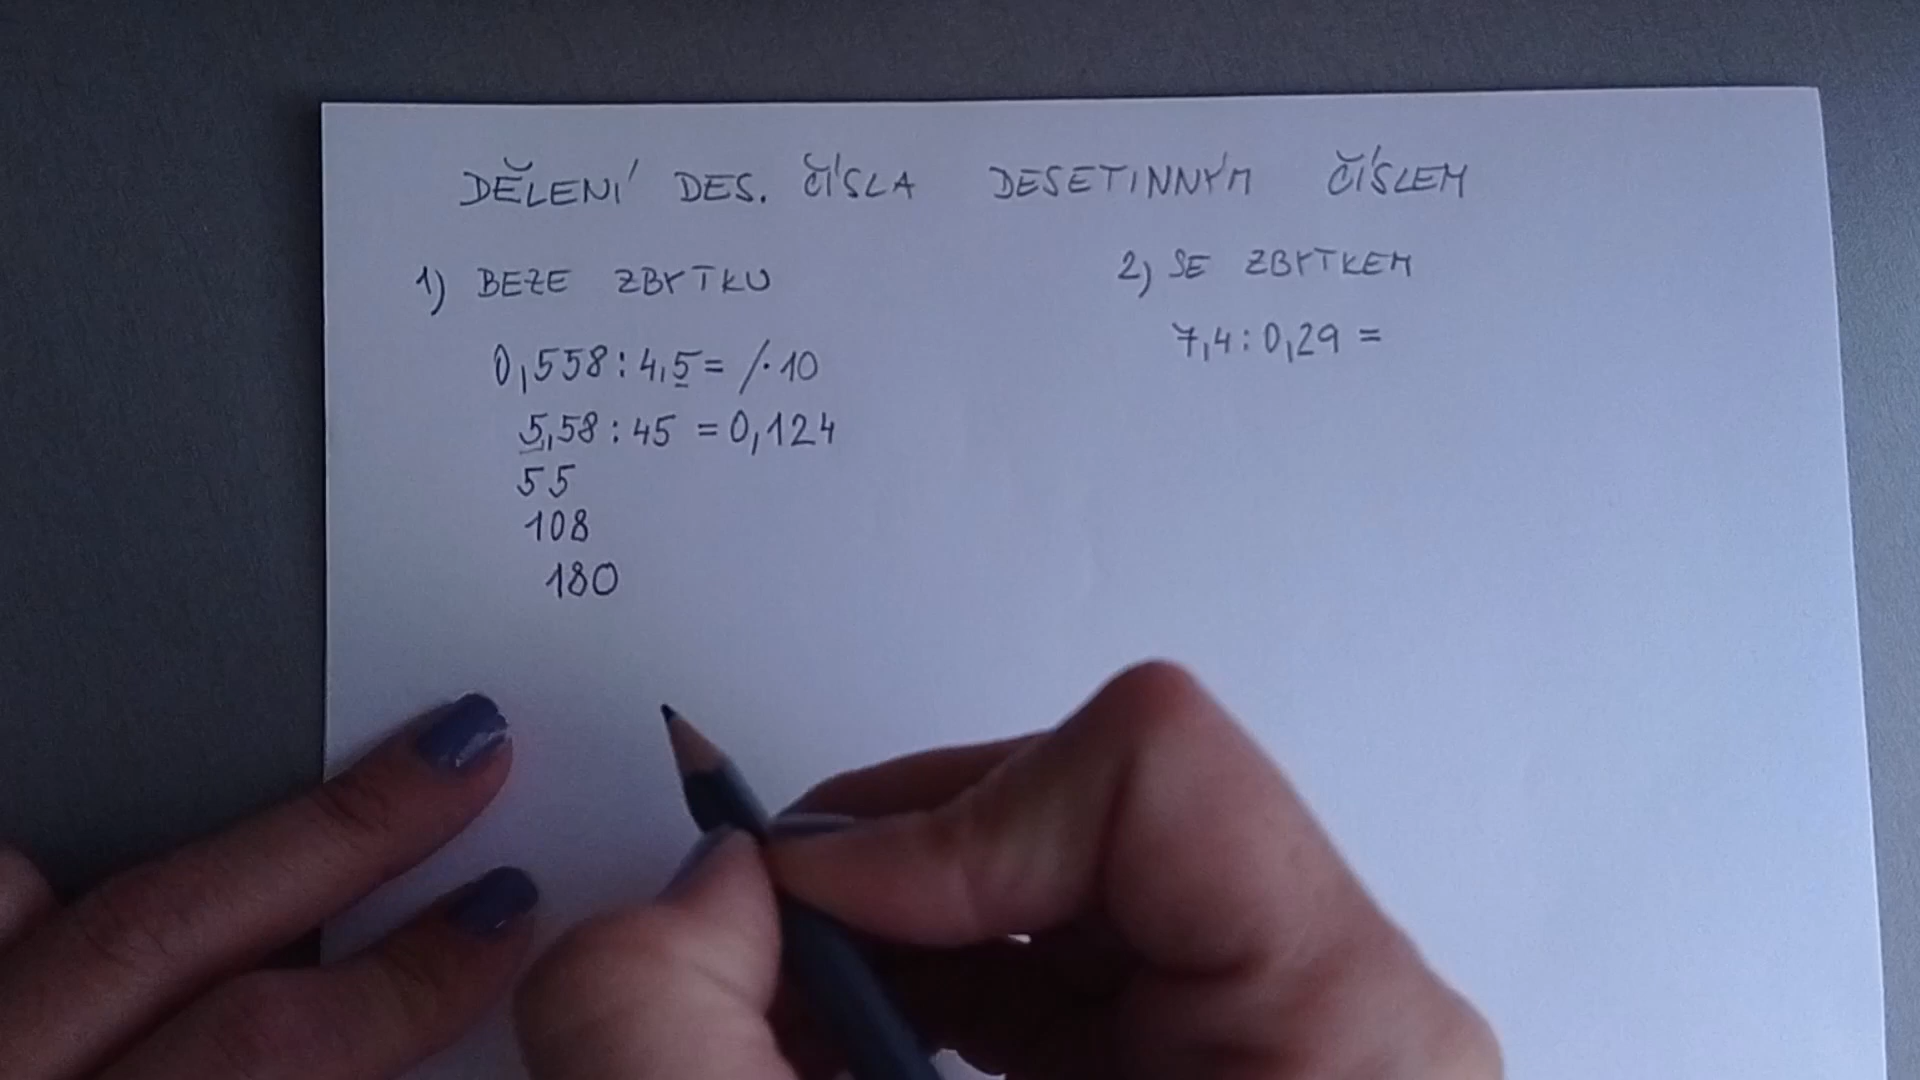 DĚLENÍ DES. ČÍSLA DESETINNÝM ČÍSLEM
1) BEZE ZBYTKU
0,558 : 4,5 = /· 10
5,58 : 45 = 0,124
55
108
180
2) SE ZBYTKEM
7,4 : 0,29 =